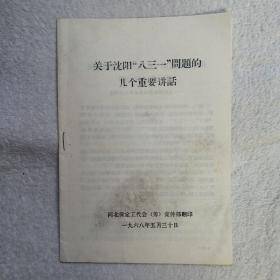 关于沈阳“八三一”問題的
几个重要讲話
河北保定工代会（筹）宣传部翻印
一九六八年五月三十日